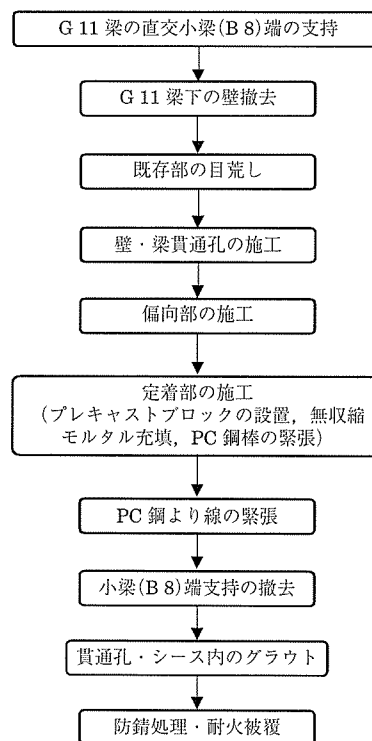 G 11 梁の直交小梁(B 8)端の支持
G 11 梁下の壁撤去
既存部の目荒し
壁・梁貫通孔の施工
偏向部の施工
定着部の施工
(プレキャストブロックの設置，無収縮
モルタル充填，PC 鋼棒の緊張)
PC 鋼より線の緊張
小梁(B 8)端支持の撤去
貫通孔・シース内のグラウト
防錆処理・耐火被覆